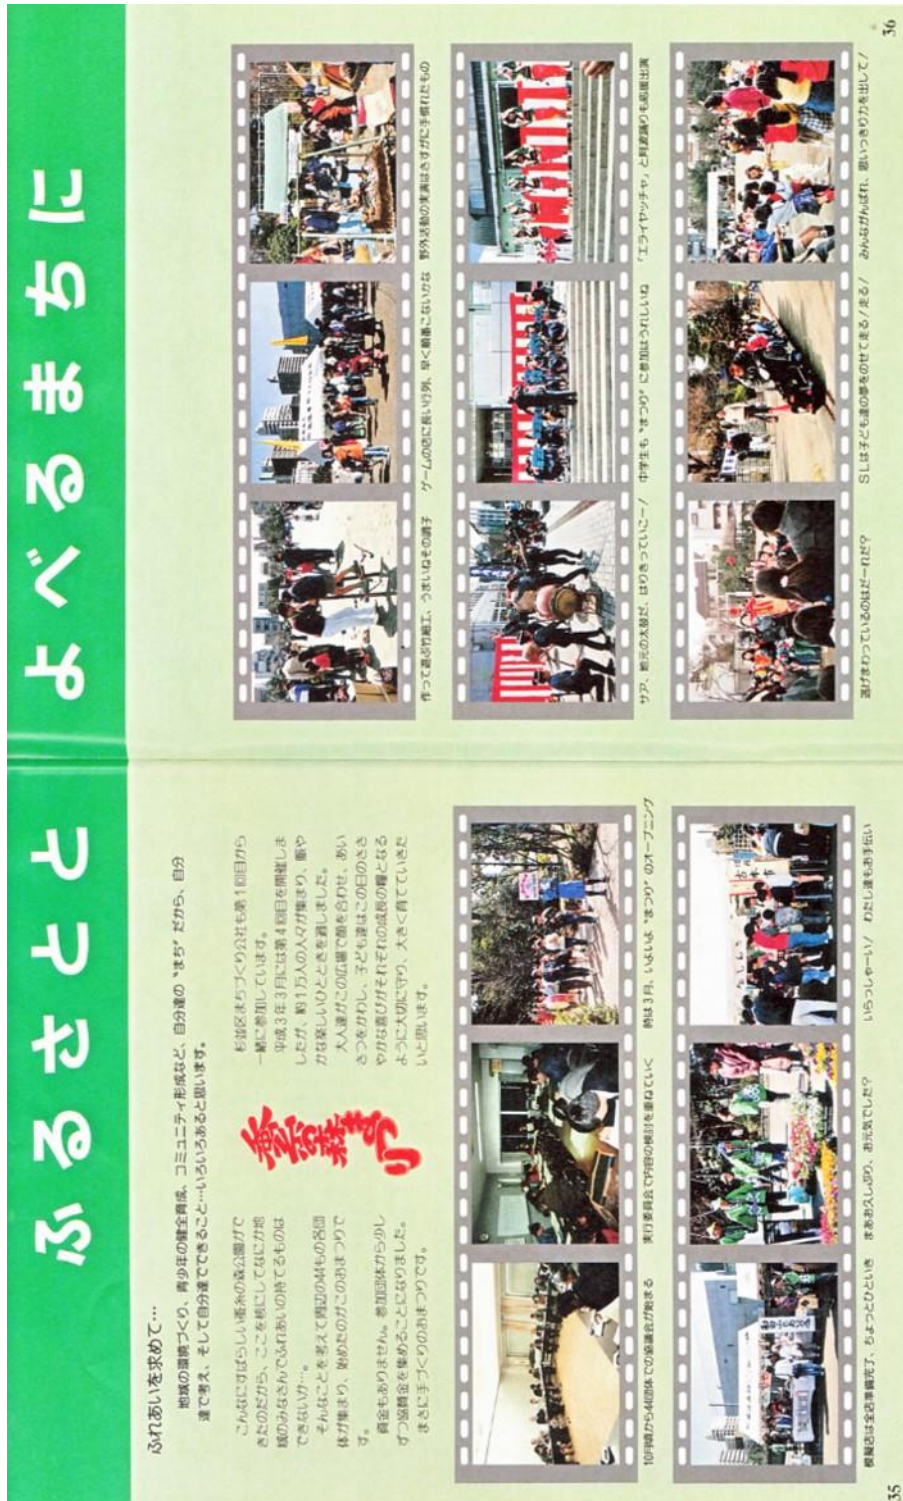 ふるさととよべるまちに
ふれあいを求めて…
地域の環境づくり、青少年の健全育成、コミュニティ形成など、自分達の〝まち〟だから、自分
達で考え、そして自分達でできること…いろいろあると思います。
こんなにすばらしい蚕糸の森公園がで
きたのだから、ここを核にしてなにか地
域のみなさんでふれあいの持てるものは
できないか…。
そんなことを考えて周辺の44もの各団
体が集まり、始めたのがこのおまつりで
す。
資金もありません。参加団体から少し
ずつ協賛金を集めることになりました。
まさに手づくりのおまつりです。
蚕糸の森まつり
杉並区まちづくり公社も第1回目から
一緒に参加しています。
平成3年3月には第4回目を開催しま
したが、約1万人の人々が集まり、賑や
かな楽しいひとときを過しました。
大人達がこの広場で顔を合わせ、あい
さつをかわし、子ども達はこの日のささ
やかな喜びがそれぞれの成長の糧となる
ように大切に守り、大きく育てていきた
いと思います。
10月頃から44団体での協議会が始まる
実行委員会で内容の検討を重ねていく
時は3月、いよいよ〝まつり〟のオープニング
模擬店は全店準備完了、ちょっとひといき
まああ久しぶり、お元気でした?
いらっしゃーい! わたし達もお手伝い
35
作って遊ぶ竹細工、うまいねその調子
ゲームの店に長い行列、早く順番こないかな
野外活動の実演はさすがに手慣れたもの
サア、地元の太鼓だ、はりきっていこー!
中学生も〝まつり〟に参加はうれしいね
「エライヤッチャ」と阿波踊りも応援出演
逃げまわっているのはだーれだ?
SLは子ども達の夢をのせて走る!走る!
みんながんばれ、思いっきり力を出して!
36